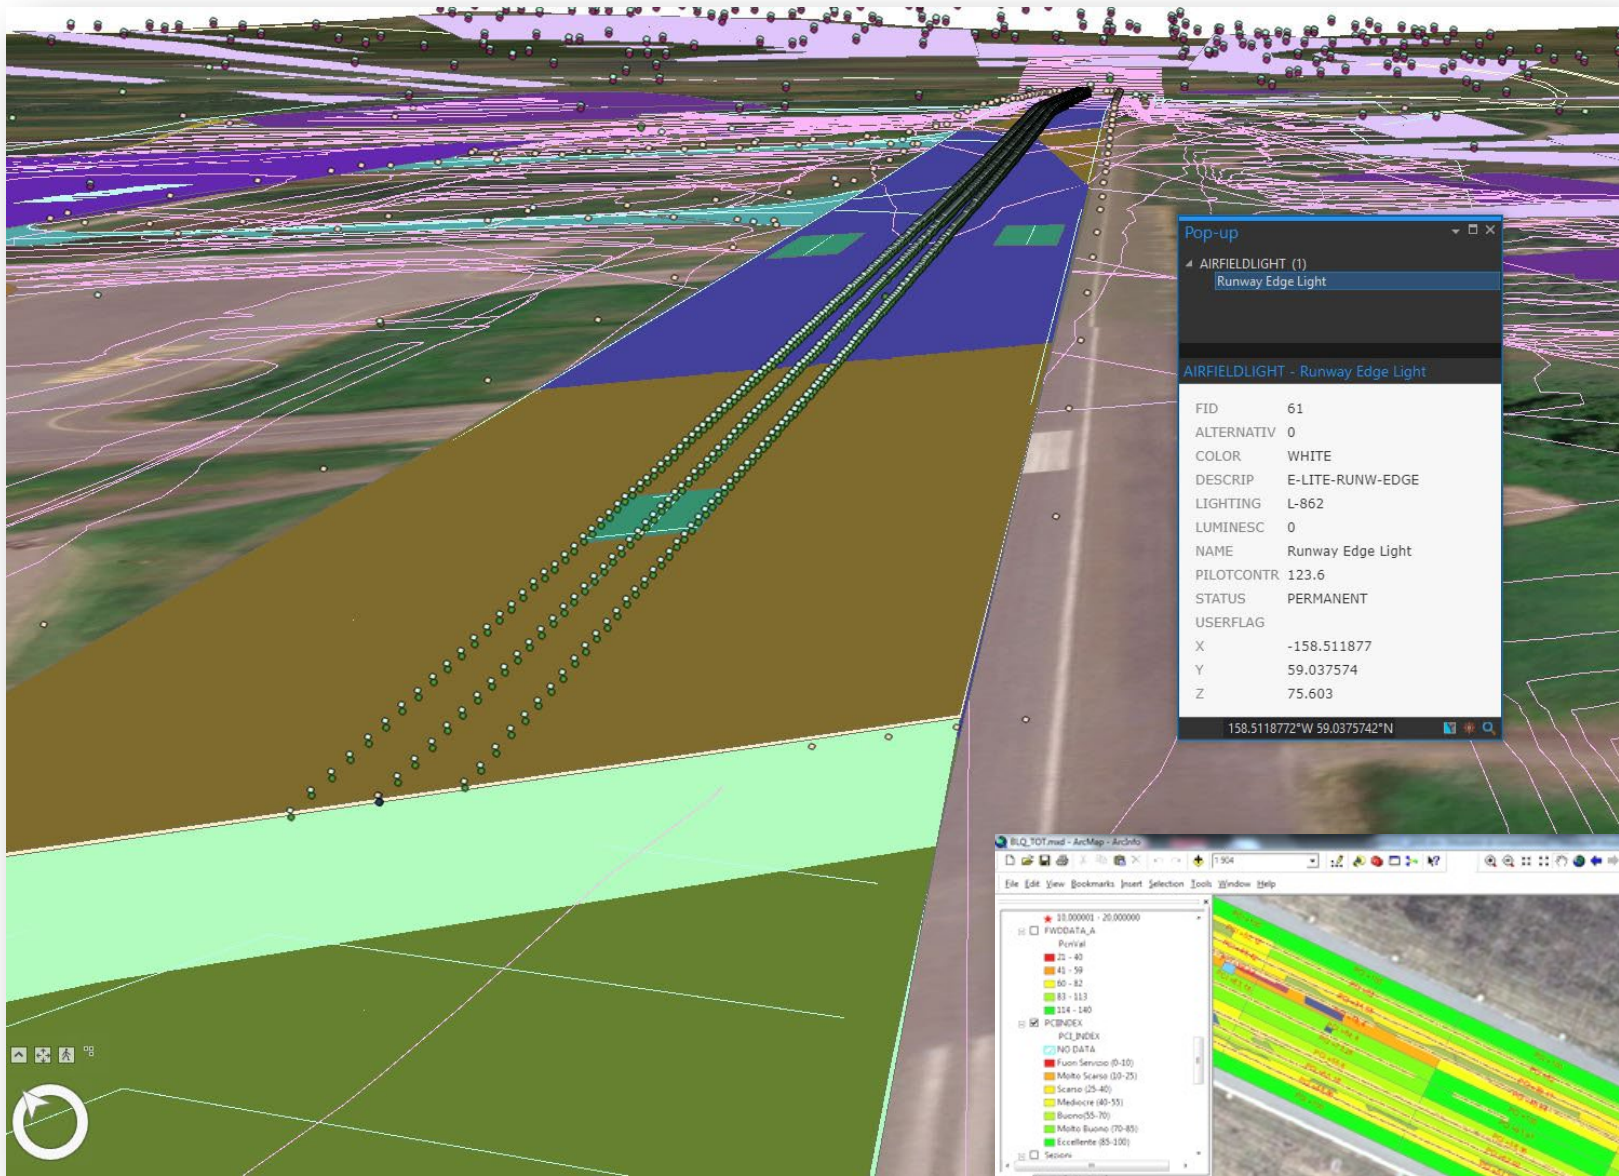 Pop-up
AIRFIELDLIGHT (1)
Runway Edge Light
AIRFIELDLIGHT - Runway Edge Light
FID 61
ALTERNATIV 0
COLOR WHITE
DESCRIP E-LITE-RUNW-EDGE
LIGHTING L-862
LUMINESC 0
NAME Runway Edge Light
PILOTCONTR 123.6
STATUS PERMANENT
USERFLAG
X -158.511877
Y 59.037574
Z 75.603
158.5118772°W 59.0375742°N
BLQ_TOT.mxd - ArcMap - ArcInfo
1:904
File Edit View Bookmarks Insert Selection Tools Window Help
10,000001 - 20,000000
FWDDATA_A
PcnVal
21 - 40
41 - 59
60 - 82
83 - 113
114 - 140
PCIINDEX
PCI_INDEX
NO DATA
Fuori Servizio (0-10)
Molto Scarso (10-25)
Scarso (25-40)
Mediocre (40-55)
Buono(55-70)
Molto Buono (70-85)
Eccellente (85-100)
Sezioni